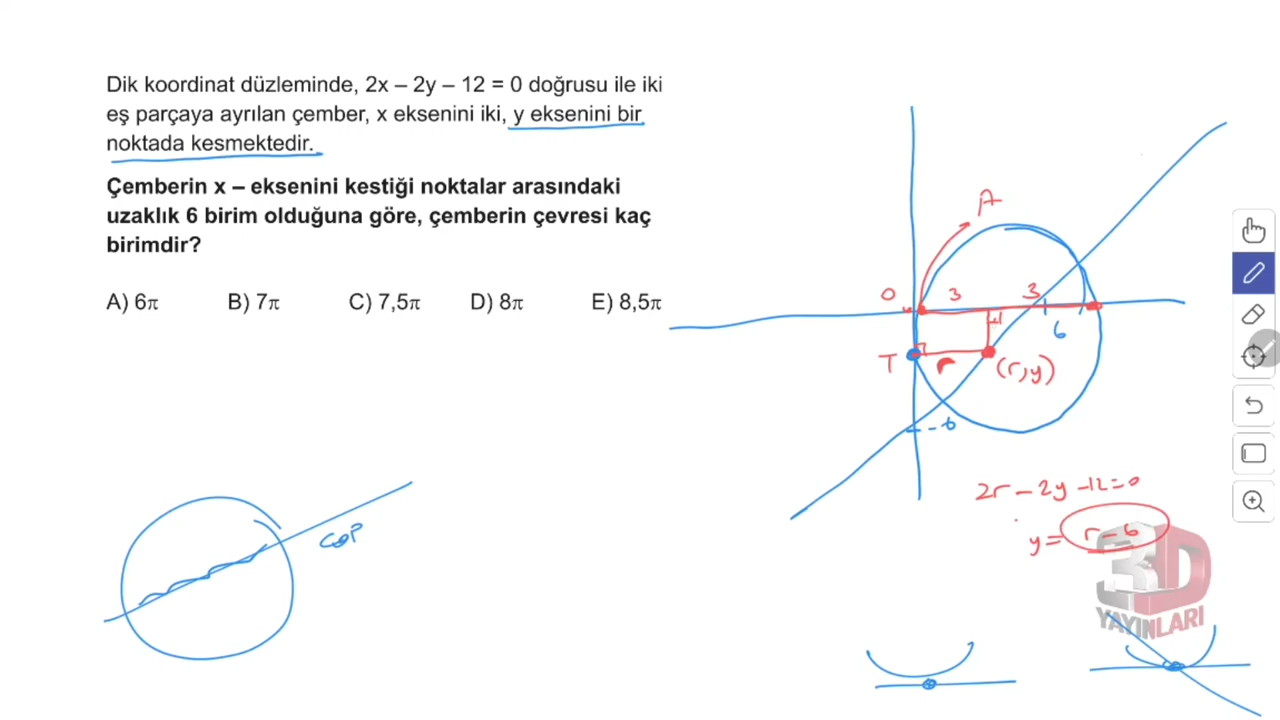 Dik koordinat düzleminde, 2x – 2y – 12 = 0 doğrusu ile iki
eş parçaya ayrılan çember, x eksenini iki, y eksenini bir
noktada kesmektedir.
Çemberin x – eksenini kestiği noktalar arasındaki
uzaklık 6 birim olduğuna göre, çemberin çevresi kaç
birimdir?
A) 6π B) 7π C) 7,5π D) 8π E) 8,5π
A
0 3 3
6
T r (r,y)
-6
2r - 2y - 12 = 0
y = r - 6
çap
3D
YAYINLARI